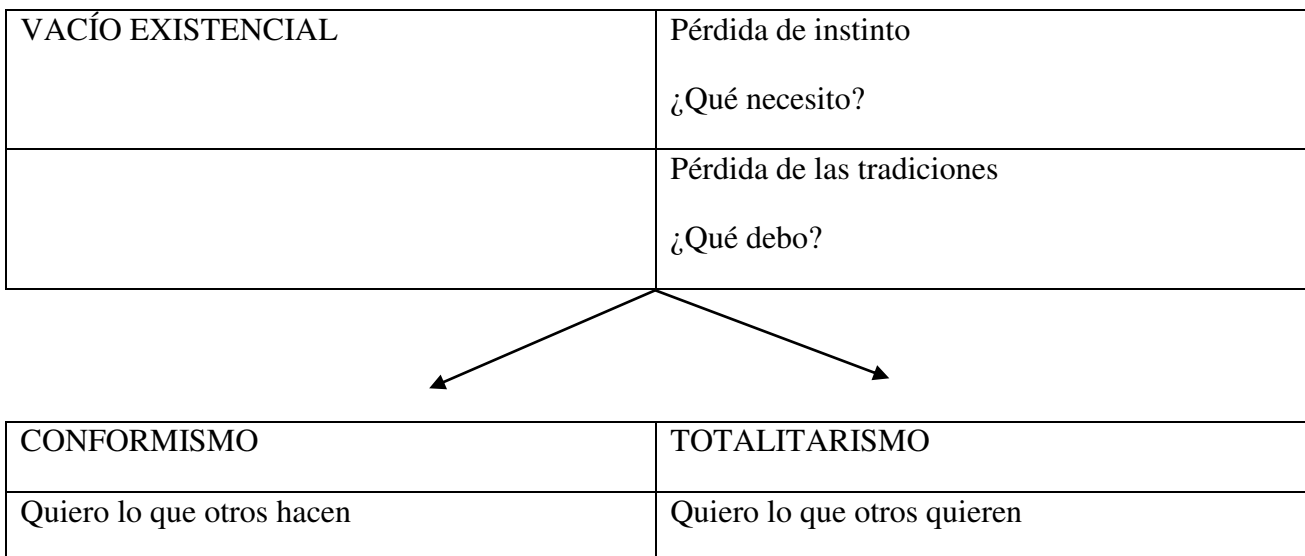 VACÍO EXISTENCIAL
Pérdida de instinto
¿Qué necesito?
Pérdida de las tradiciones
¿Qué debo?
CONFORMISMO
TOTALITARISMO
Quiero lo que otros hacen
Quiero lo que otros quieren